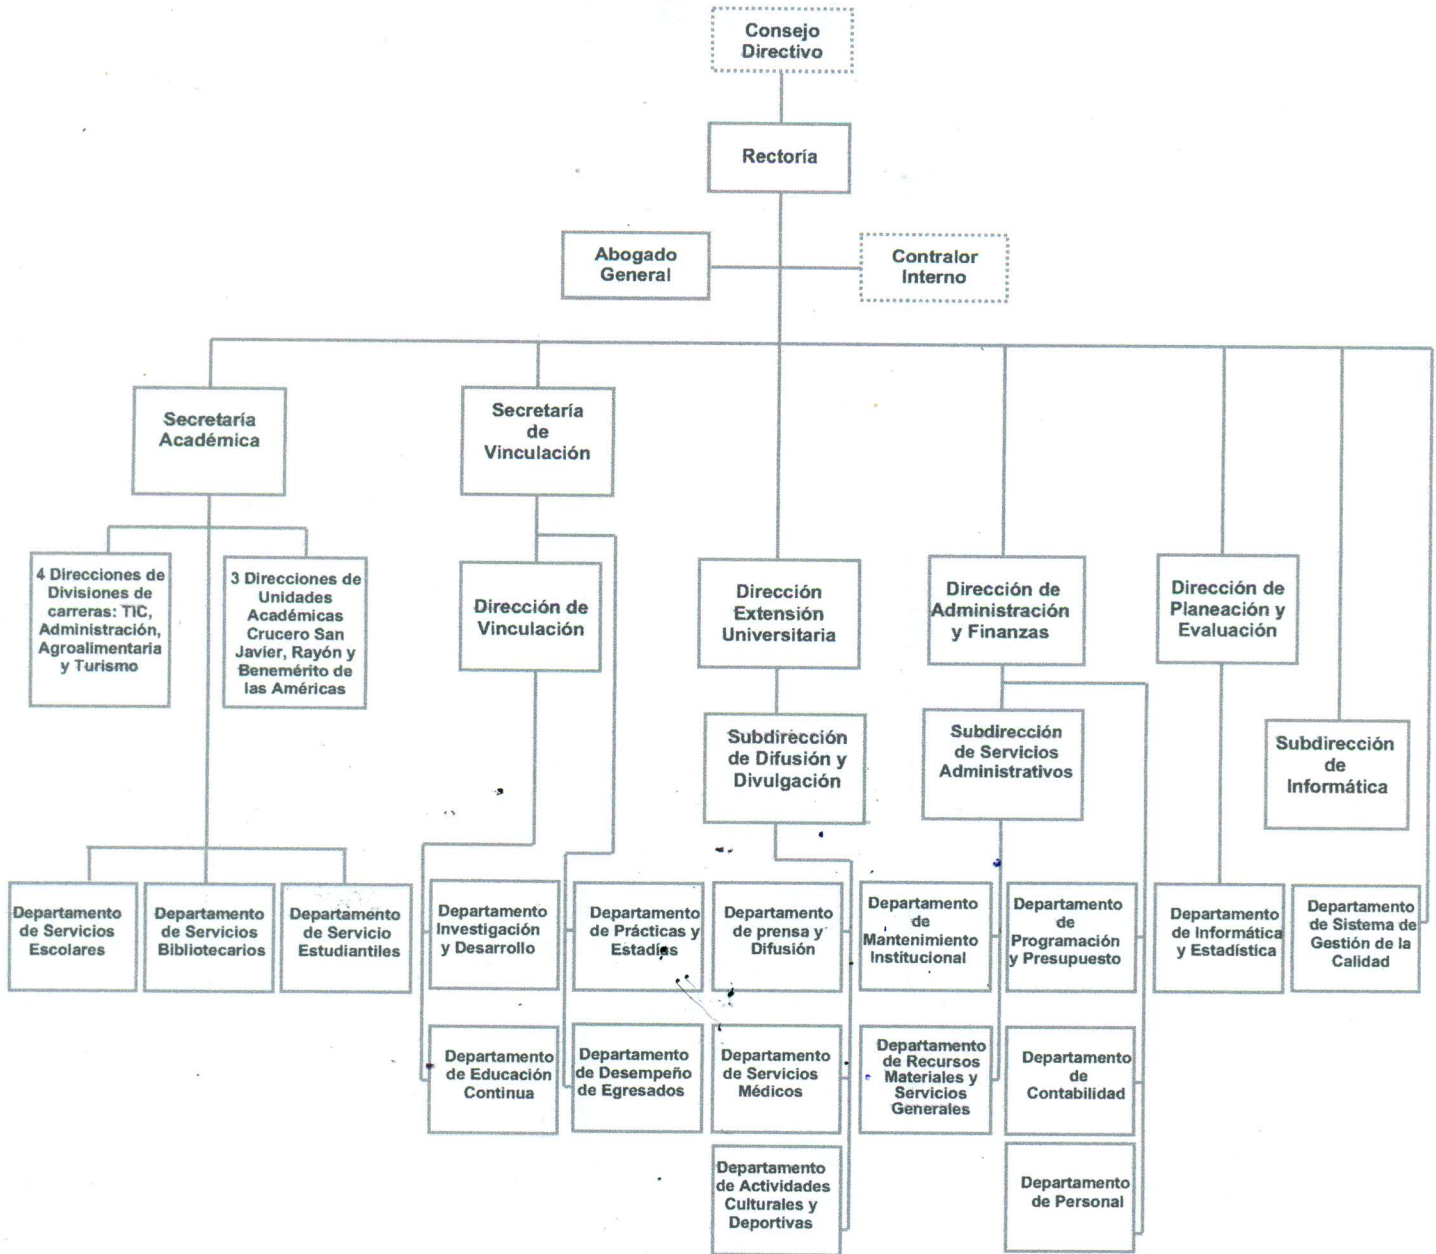 Consejo
Directivo
Rectoría
Abogado
General
Contralor
Interno
Secretaría
Académica
Secretaría
de
Vinculación
4 Direcciones de
Divisiones de
carreras: TIC,
Administración,
Agroalimentaria
y Turismo
3 Direcciones de
Unidades
Académicas
Crucero San
Javier, Rayón y
Benemérito de
las Américas
Dirección de
Vinculación
Dirección
Extensión
Universitaria
Dirección de
Administración
y Finanzas
Dirección de
Planeación y
Evaluación
Subdirección
de Difusión y
Divulgación
Subdirección
de Servicios
Administrativos
Subdirección
de
Informática
Departamento
de Servicios
Escolares
Departamento
de Servicios
Bibliotecarios
Departamento
de Servicio
Estudiantiles
Departamento
Investigación
y Desarrollo
Departamento
de Prácticas y
Estadías
Departamento
de prensa y
Difusión
Departamento
de
Mantenimiento
Institucional
Departamento
de
Programación
y Presupuesto
Departamento
de Informática
y Estadística
Departamento
de Sistema de
Gestión de la
Calidad
Departamento
de Educación
Continua
Departamento
de Desempeño
de Egresados
Departamento
de Servicios
Médicos
Departamento
de Recursos
Materiales y
Servicios
Generales
Departamento
de
Contabilidad
Departamento
de Actividades
Culturales y
Deportivas
Departamento
de Personal